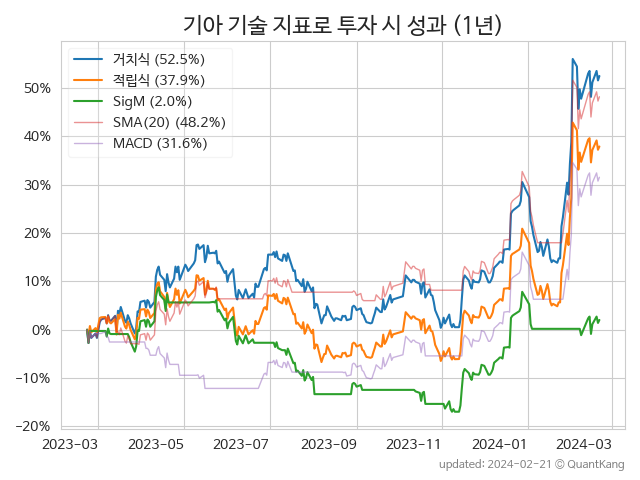 기아 기술 지표로 투자 시 성과 (1년)
거치식 (52.5%)
적립식 (37.9%)
SigM (2.0%)
SMA(20) (48.2%)
MACD (31.6%)
50%
40%
30%
20%
10%
0%
−10%
−20%
2023-03 2023-05 2023-07 2023-09 2023-11 2024-01 2024-03
updated: 2024-02-21 © QuantKang